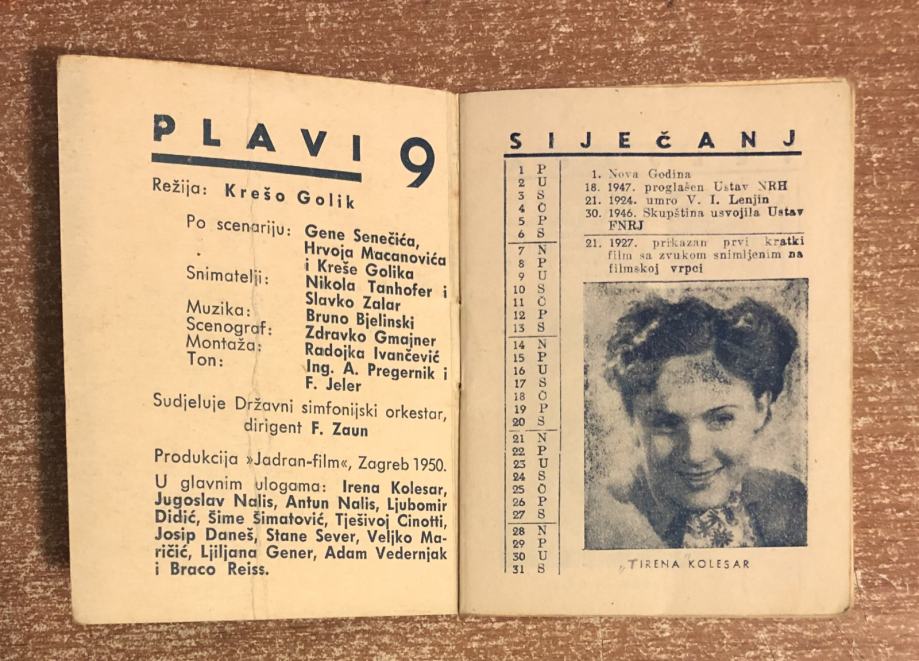 PLAVI 9
Režija: Krešo Golik
Po scenariju: Gene Senečića,
Hrvoja Macanovića
i Kreše Golika
Snimatelji: Nikola Tanhofer i
Slavko Zalar
Muzika: Bruno Bjelinski
Scenograf: Zdravko Gmajner
Montaža: Radojka Ivančević
Ton: Ing. A. Pregernik i
F. Jeler
Sudjeluje Državni simfonijski orkestar,
dirigent F. Zaun
Produkcija »Jadran-film«, Zagreb 1950.
U glavnim ulogama: Irena Kolesar,
Jugoslav Nalis, Antun Nalis, Ljubomir
Didić, Šime Šimatović, Tješivoj Cinotti,
Josip Daneš, Stane Sever, Veljko Ma-
ričić, Ljiljana Gener, Adam Vedernjak
i Braco Reiss.
SIJEČANJ
1 P
2 U
3 S
4 Č
5 P
6 S
7 N
8 P
9 U
10 S
11 Č
12 P
13 S
14 N
15 P
16 U
17 S
18 Č
19 P
20 S
21 N
22 P
23 U
24 S
25 Č
26 P
27 S
28 N
29 P
30 U
31 S
1. Nova Godina
18. 1947. proglašen Ustav NRH
21. 1924. umro V. I. Lenjin
30. 1946. Skupština usvojila Ustav
FNRJ
21. 1927. prikazan prvi kratki
film sa zvukom snimljenim na
filmskoj vrpci
IRENA KOLESAR